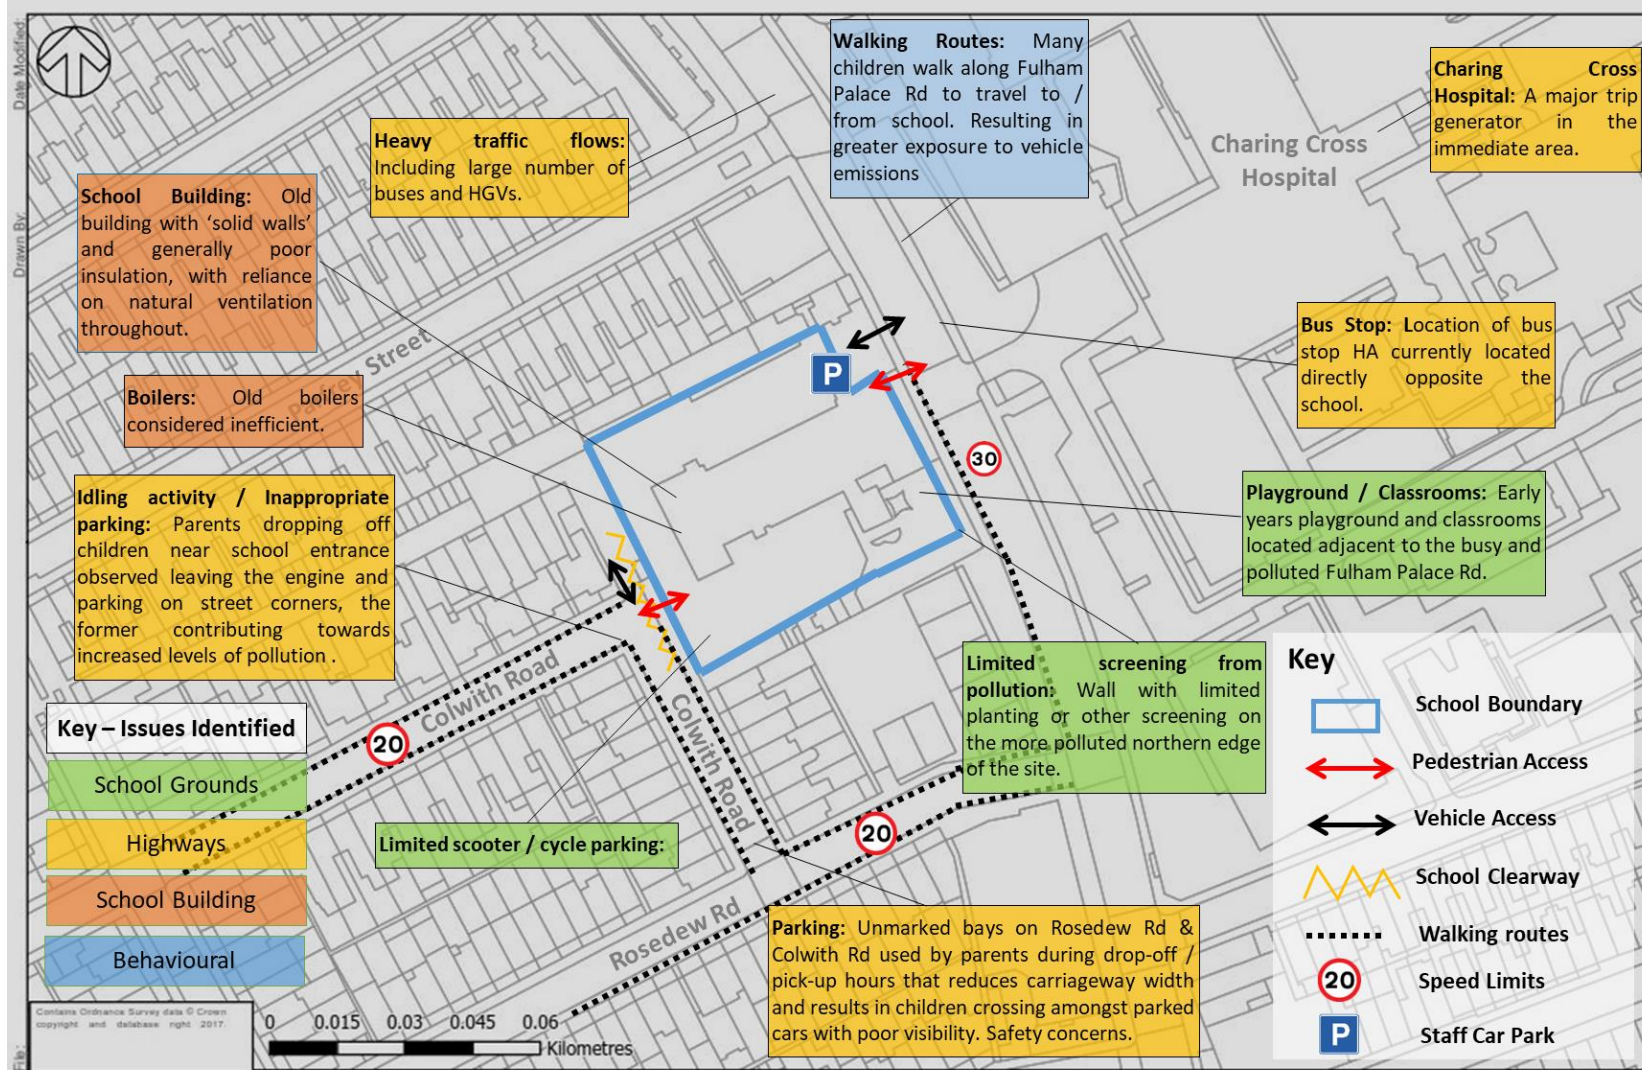 Date Modified:
Drawn By:
File:
Heavy traffic flows:
Including large number of
buses and HGVs.
Walking Routes: Many
children walk along Fulham
Palace Rd to travel to /
from school. Resulting in
greater exposure to vehicle
emissions
Charing Cross
Hospital: A major trip
generator in the
immediate area.
Charing Cross
Hospital
School Building: Old
building with ‘solid walls’
and generally poor
insulation, with reliance
on natural ventilation
throughout.
Palfrey Street
Boilers: Old boilers
considered inefficient.
P
Bus Stop: Location of bus
stop HA currently located
directly opposite the
school.
30
Idling activity / Inappropriate
parking: Parents dropping off
children near school entrance
observed leaving the engine and
parking on street corners, the
former contributing towards
increased levels of pollution .
Playground / Classrooms: Early
years playground and classrooms
located adjacent to the busy and
polluted Fulham Palace Rd.
Limited screening from
pollution: Wall with limited
planting or other screening on
the more polluted northern edge
of the site.
Colwith Road
20
Colwith Road
20
Limited scooter / cycle parking:
Rosedew Rd
Parking: Unmarked bays on Rosedew Rd &
Colwith Rd used by parents during drop-off /
pick-up hours that reduces carriageway width
and results in children crossing amongst parked
cars with poor visibility. Safety concerns.
Key – Issues Identified
School Grounds
Highways
School Building
Behavioural
Key
School Boundary
Pedestrian Access
Vehicle Access
School Clearway
Walking routes
20
Speed Limits
P
Staff Car Park
Contains Ordnance Survey data © Crown
copyright and database right 2017.
0 0.015 0.03 0.045 0.06
Kilometres